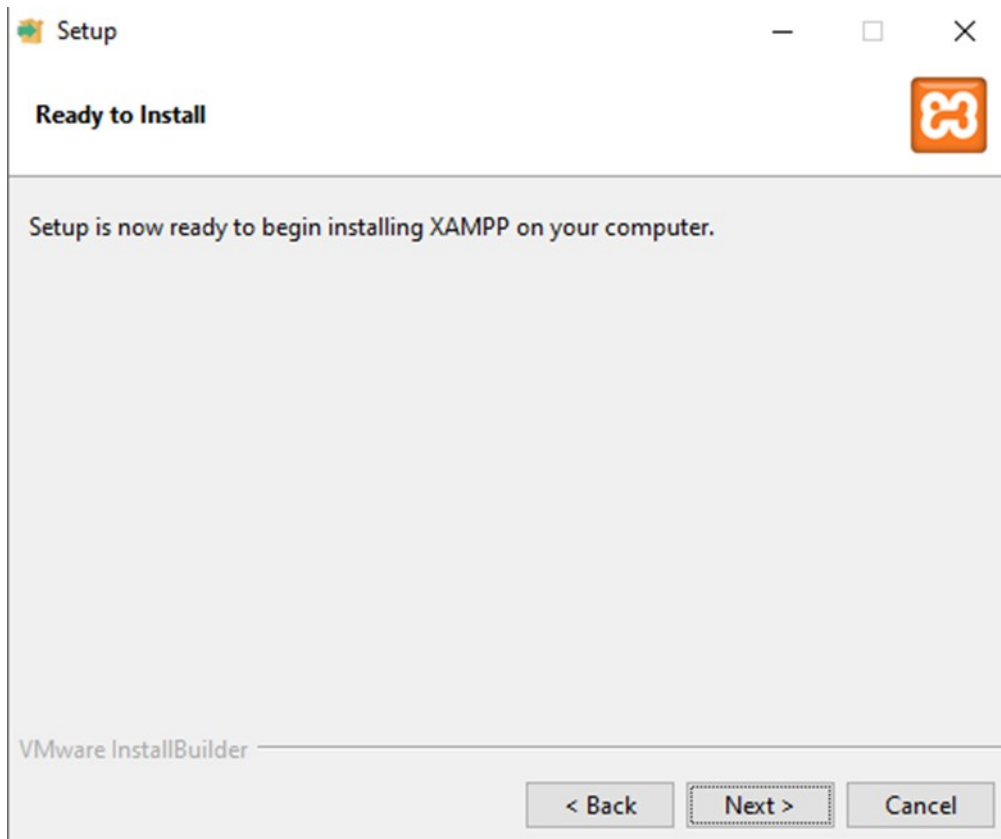 Setup
Ready to Install
Setup is now ready to begin installing XAMPP on your computer.
VMware InstallBuilder
< Back Next > Cancel